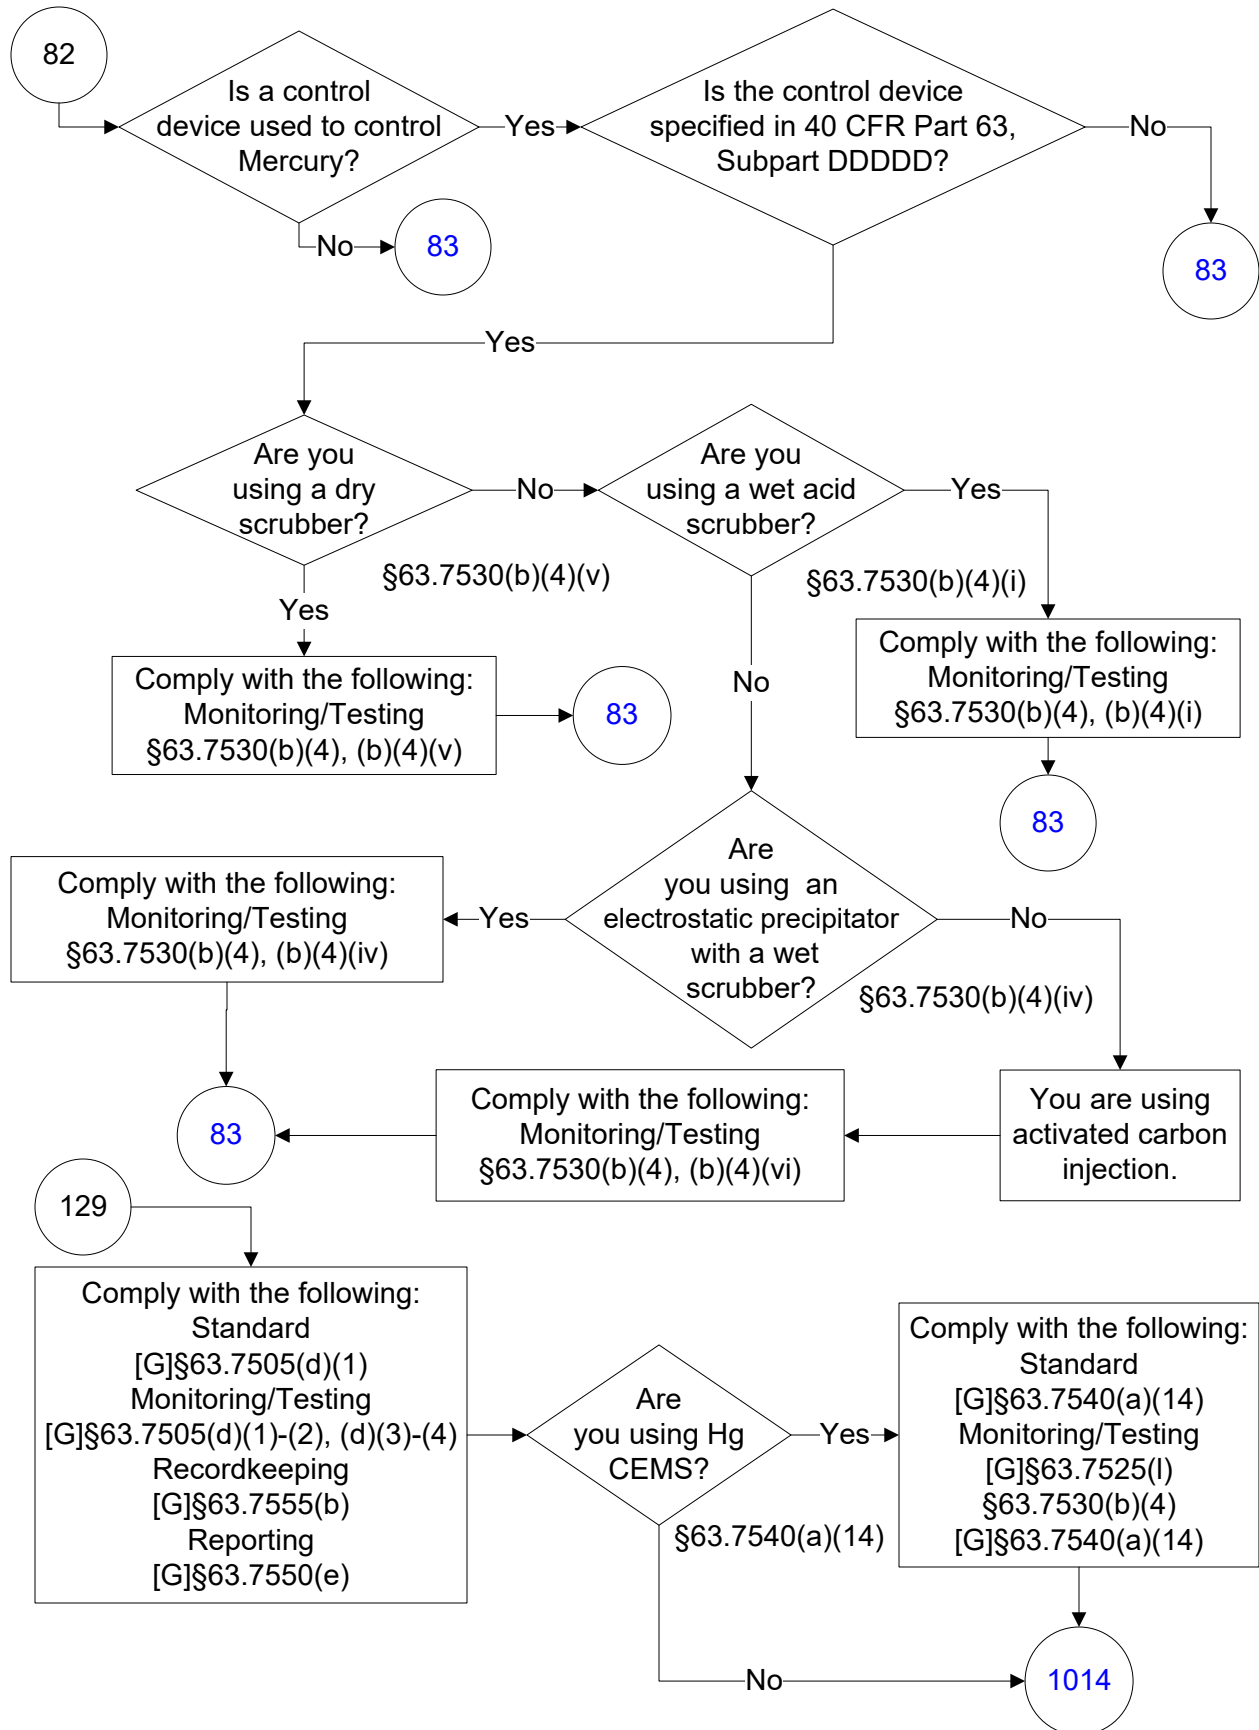 82
Is a control
device used to control
Mercury?
Yes
Is the control device
specified in 40 CFR Part 63,
Subpart DDDDD?
No
No
83
83
Yes
Are you
using a dry
scrubber?
No
Are you
using a wet acid
scrubber?
Yes
§63.7530(b)(4)(v)
§63.7530(b)(4)(i)
Yes
Comply with the following:
Monitoring/Testing
§63.7530(b)(4), (b)(4)(v)
83
No
Comply with the following:
Monitoring/Testing
§63.7530(b)(4), (b)(4)(i)
83
Are
you using an
electrostatic precipitator
with a wet
scrubber?
Yes
No
Comply with the following:
Monitoring/Testing
§63.7530(b)(4), (b)(4)(iv)
§63.7530(b)(4)(iv)
83
Comply with the following:
Monitoring/Testing
§63.7530(b)(4), (b)(4)(vi)
You are using
activated carbon
injection.
129
Comply with the following:
Standard
[G]§63.7505(d)(1)
Monitoring/Testing
[G]§63.7505(d)(1)-(2), (d)(3)-(4)
Recordkeeping
[G]§63.7555(b)
Reporting
[G]§63.7550(e)
Are
you using Hg
CEMS?
Yes
§63.7540(a)(14)
Comply with the following:
Standard
[G]§63.7540(a)(14)
Monitoring/Testing
[G]§63.7525(l)
§63.7530(b)(4)
[G]§63.7540(a)(14)
No
1014